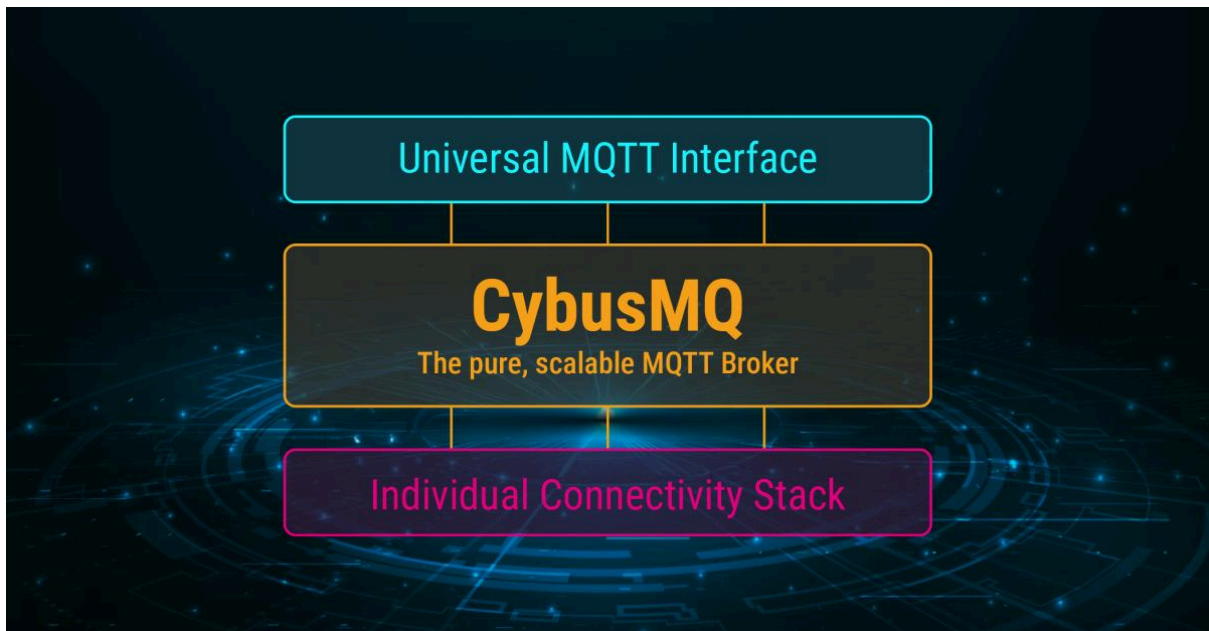 Universal MQTT Interface
CybusMQ
The pure, scalable MQTT Broker
Individual Connectivity Stack